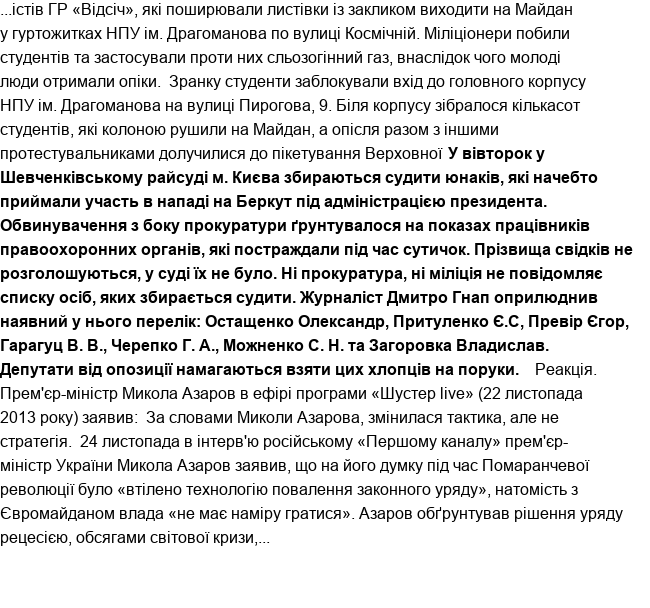 ...істів ГР «Відсіч», які поширювали листівки із закликом виходити на Майдан
у гуртожитках НПУ ім. Драгоманова по вулиці Космічній. Міліціонери побили
студентів та застосували проти них сльозогінний газ, внаслідок чого молоді
люди отримали опіки.  Зранку студенти заблокували вхід до головного корпусу
НПУ ім. Драгоманова на вулиці Пирогова, 9. Біля корпусу зібралося кількасот
студентів, які колоною рушили на Майдан, а опісля разом з іншими
протестувальниками долучилися до пікетування Верховної У вівторок у
Шевченківському райсуді м. Києва збираються судити юнаків, які начебто
приймали участь в нападі на Беркут під адміністрацією президента.
Обвинувачення з боку прокуратури ґрунтувалося на показах працівників
правоохоронних органів, які постраждали під час сутичок. Прізвища свідків не
розголошуються, у суді їх не було. Ні прокуратура, ні міліція не повідомляє
списку осіб, яких збирається судити. Журналіст Дмитро Гнап оприлюднив
наявний у нього перелік: Остащенко Олександр, Притуленко Є.С, Превір Єгор,
Гарагуц В. В., Черепко Г. А., Можненко С. Н. та Загоровка Владислав.
Депутати від опозиції намагаються взяти цих хлопців на поруки.   Реакція.
Прем'єр-міністр Микола Азаров в ефірі програми «Шустер live» (22 листопада
2013 року) заявив:  За словами Миколи Азарова, змінилася тактика, але не
стратегія.  24 листопада в інтерв'ю російському «Першому каналу» прем'єр-
міністр України Микола Азаров заявив, що на його думку під час Помаранчевої
революції було «втілено технологію повалення законного уряду», натомість з
Євромайданом влада «не має наміру гратися». Азаров обґрунтував рішення уряду
рецесією, обсягами світової кризи,...